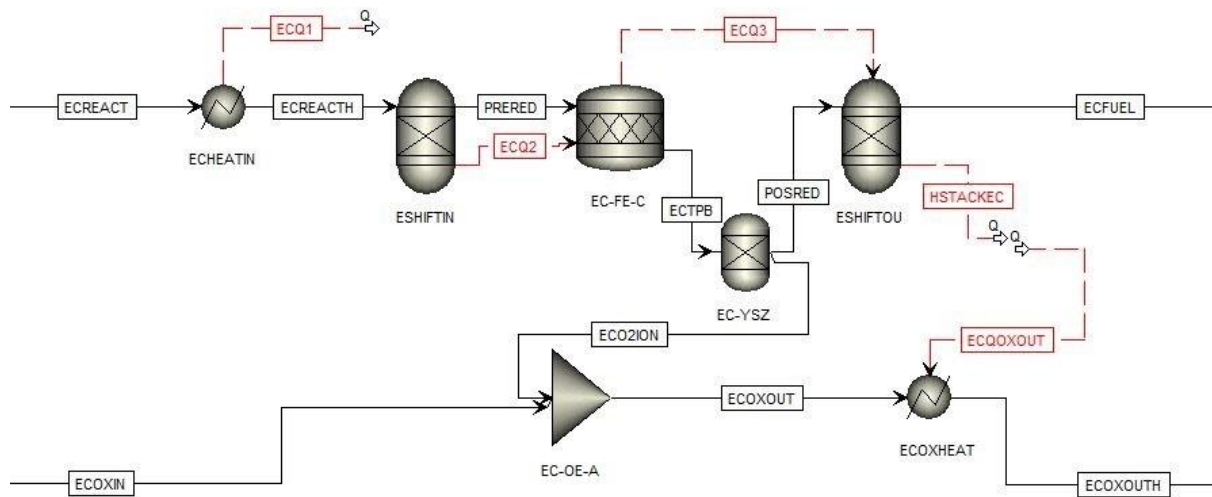 ECQ1
Q
ECQ3
ECREACT
ECREACTH
PRERED
ECFUEL
ECHEATIN
ECQ2
POSRED
EC-FE-C
ECTPB
HSTACKEC
ESHIFTIN
ESHIFTOU
Q
Q
EC-YSZ
ECO2ION
ECQOXOUT
ECOXOUT
ECOXHEAT
EC-OE-A
ECOXIN
ECOXOUTH